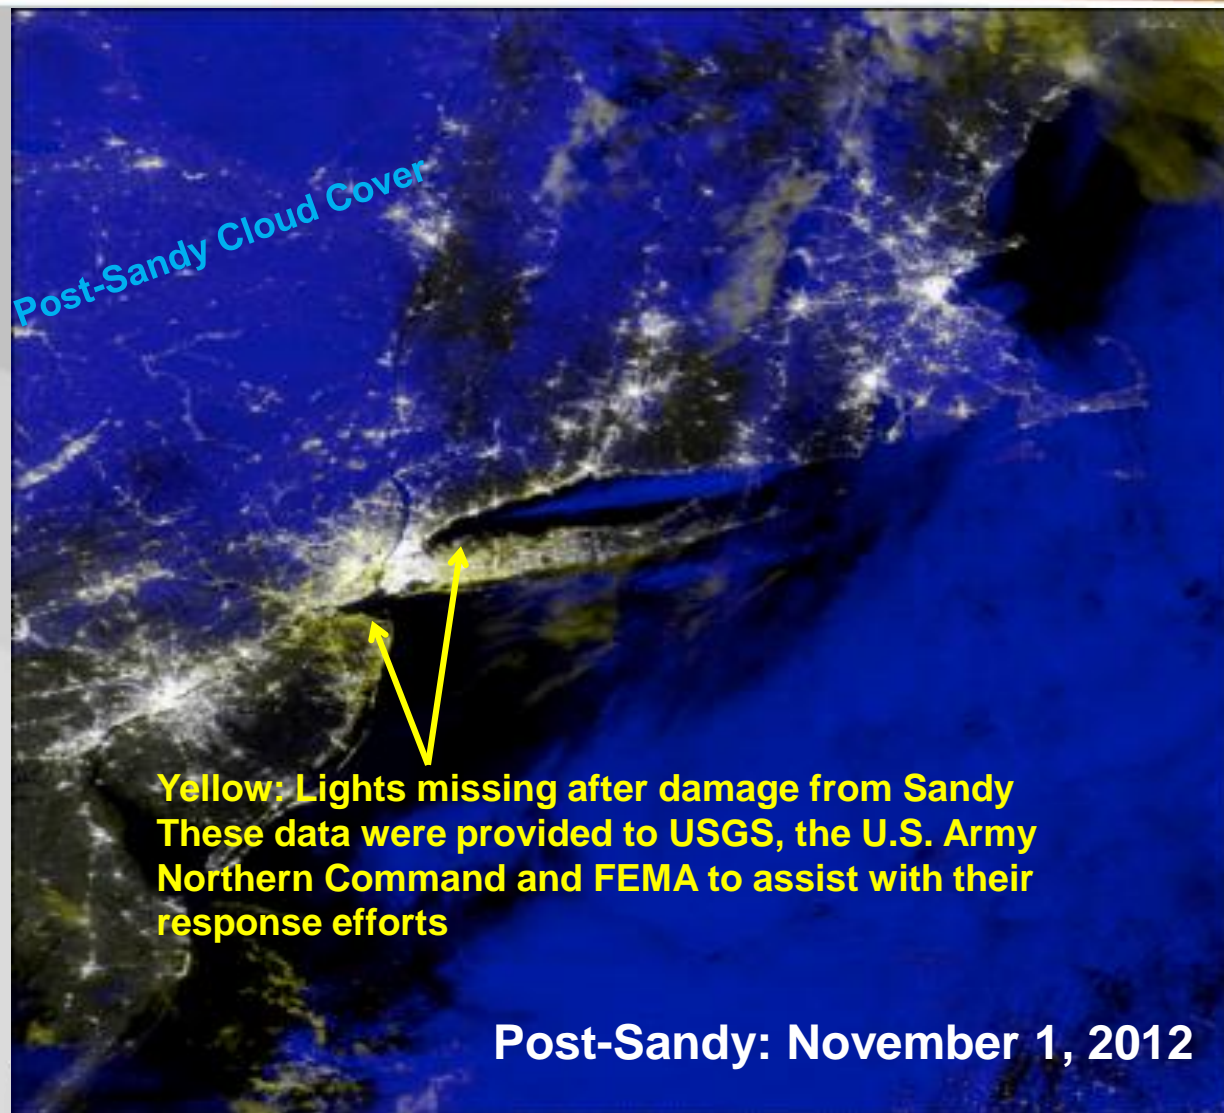 Post-Sandy Cloud Cover
Yellow: Lights missing after damage from Sandy
These data were provided to USGS, the U.S. Army
Northern Command and FEMA to assist with their
response efforts
Post-Sandy: November 1, 2012